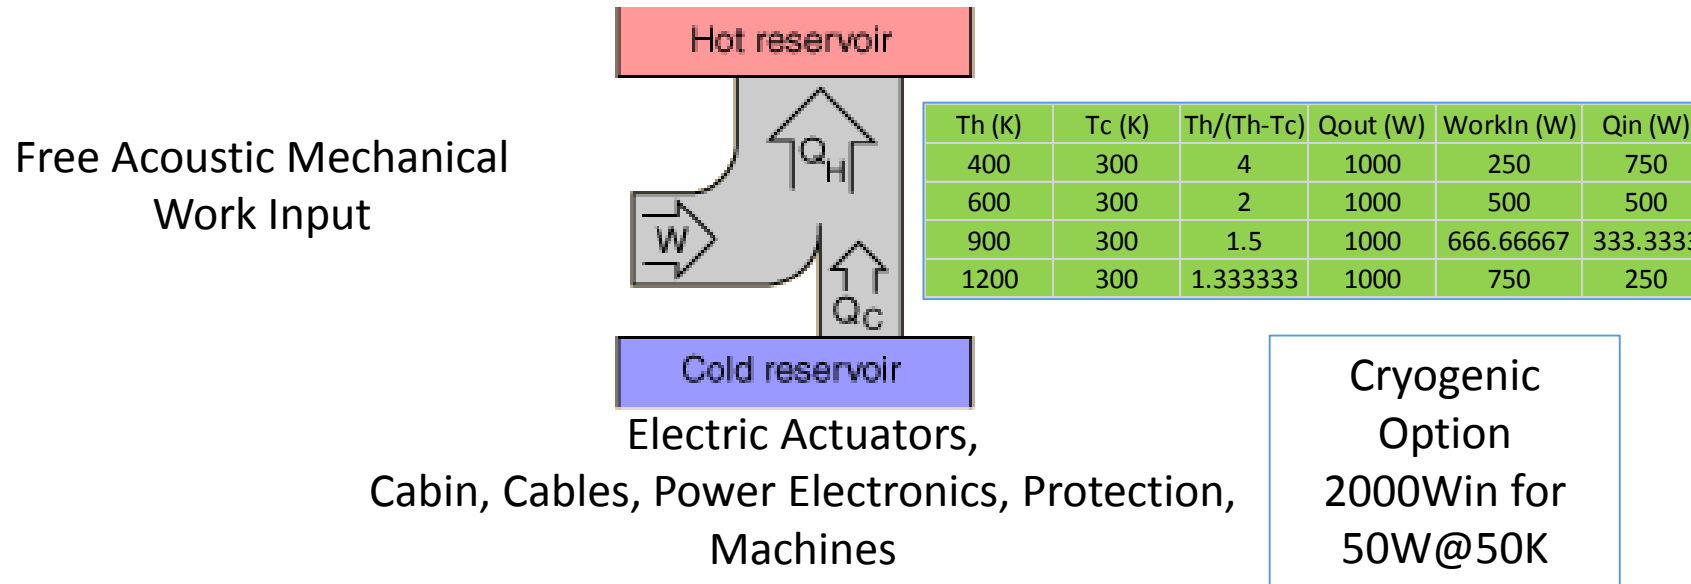 Hot reservoir
Free Acoustic Mechanical
Work Input
QH
W
QC
Cold reservoir
Th (K) Tc (K) Th/(Th-Tc) Qout (W) WorkIn (W) Qin (W)
400 300 4 1000 250 750
600 300 2 1000 500 500
900 300 1.5 1000 666.66667 333.3333
1200 300 1.333333 1000 750 250
Electric Actuators,
Cabin, Cables, Power Electronics, Protection,
Machines
Cryogenic
Option
2000Win for
50W@50K